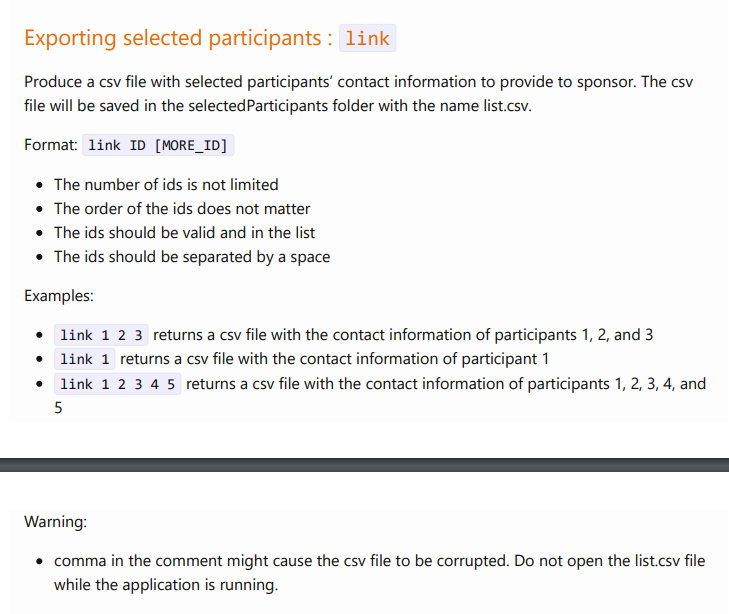 Exporting selected participants : link
Produce a csv file with selected participants’ contact information to provide to sponsor. The csv
file will be saved in the selectedParticipants folder with the name list.csv.
Format: link ID [MORE_ID]
• The number of ids is not limited
• The order of the ids does not matter
• The ids should be valid and in the list
• The ids should be separated by a space
Examples:
• link 1 2 3 returns a csv file with the contact information of participants 1, 2, and 3
• link 1 returns a csv file with the contact information of participant 1
• link 1 2 3 4 5 returns a csv file with the contact information of participants 1, 2, 3, 4, and
5
Warning:
• comma in the comment might cause the csv file to be corrupted. Do not open the list.csv file
while the application is running.